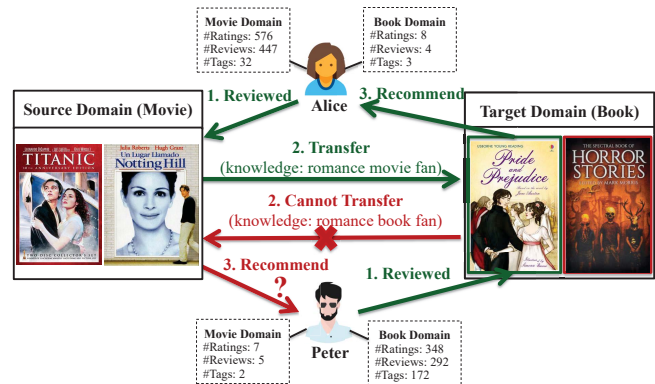 Movie Domain
#Ratings: 576
#Reviews: 447
#Tags: 32
Book Domain
#Ratings: 8
#Reviews: 4
#Tags: 3
Alice
1. Reviewed
3. Recommend
Source Domain (Movie)
Target Domain (Book)
TITANIC
Julia Roberts Hugh Grant
Un Lugar Llamado
Notting Hill
2. Transfer
(knowledge: romance movie fan)
2. Cannot Transfer
(knowledge: romance book fan)
USBORNE YOUNG READING
Pride
and
Prejudice
THE SPECTRAL BOOK OF
HORROR
STORIES
3. Recommend
?
1. Reviewed
Peter
Movie Domain
#Ratings: 7
#Reviews: 5
#Tags: 2
Book Domain
#Ratings: 348
#Reviews: 292
#Tags: 172